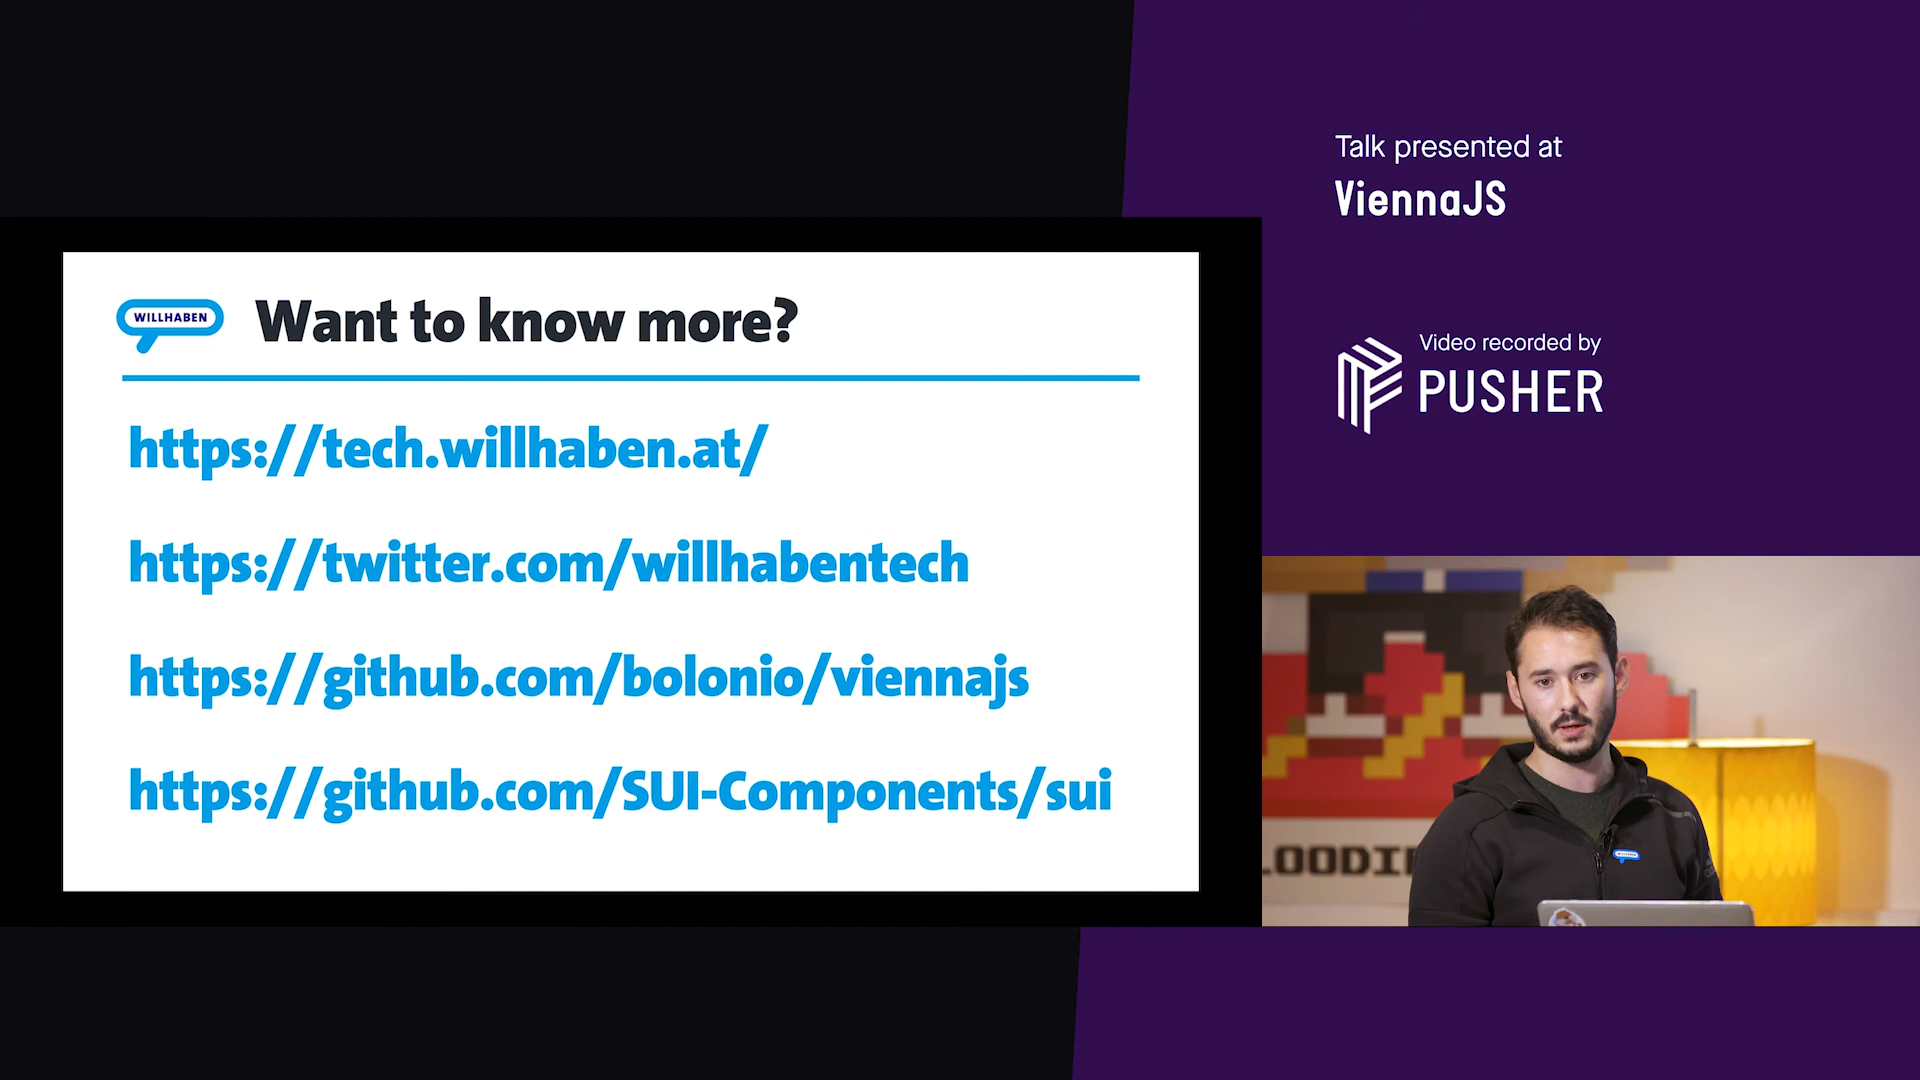 Talk presented at
ViennaJS
Video recorded by
PUSHER
WILLHABEN
Want to know more?
https://tech.willhaben.at/
https://twitter.com/willhabentech
https://github.com/bolonio/viennajs
https://github.com/SUI-Components/sui